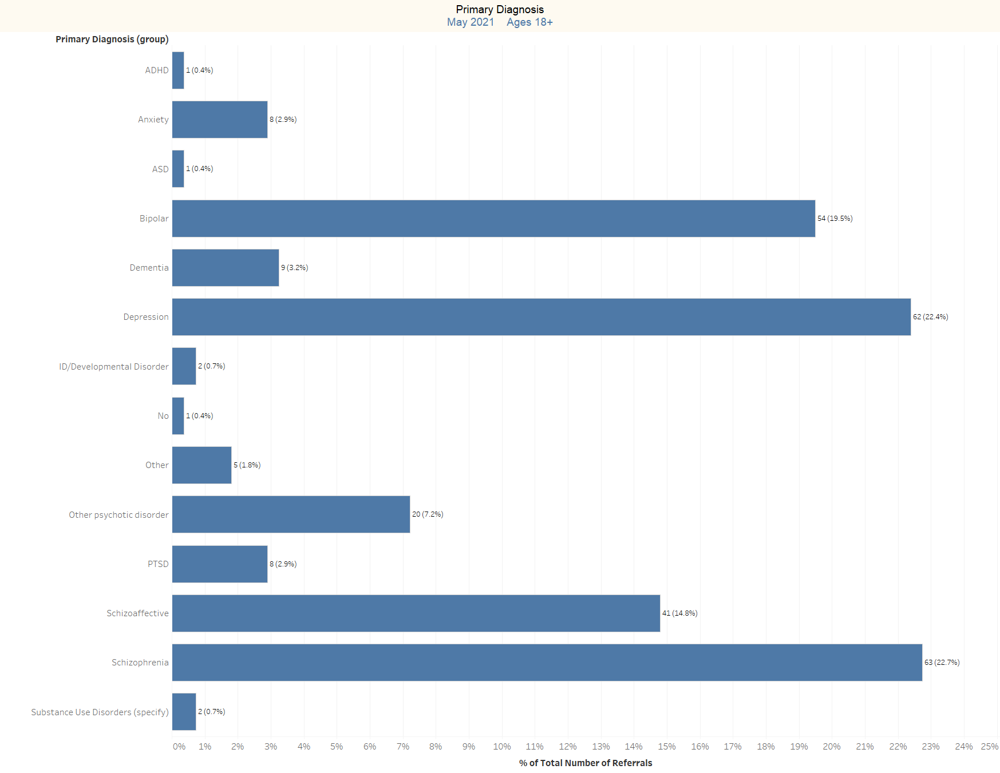 Primary Diagnosis
May 2021 Ages 18+
Primary Diagnosis (group)
ADHD 1 (0.4%)
Anxiety 8 (2.9%)
ASD 1 (0.4%)
Bipolar 54 (19.5%)
Dementia 9 (3.2%)
Depression 62 (22.4%)
ID/Developmental Disorder 2 (0.7%)
No 1 (0.4%)
Other 5 (1.8%)
Other psychotic disorder 20 (7.2%)
PTSD 8 (2.9%)
Schizoaffective 41 (14.8%)
Schizophrenia 63 (22.7%)
Substance Use Disorders (specify) 2 (0.7%)
0% 1% 2% 3% 4% 5% 6% 7% 8% 9% 10% 11% 12% 13% 14% 15% 16% 17% 18% 19% 20% 21% 22% 23% 24% 25%
% of Total Number of Referrals